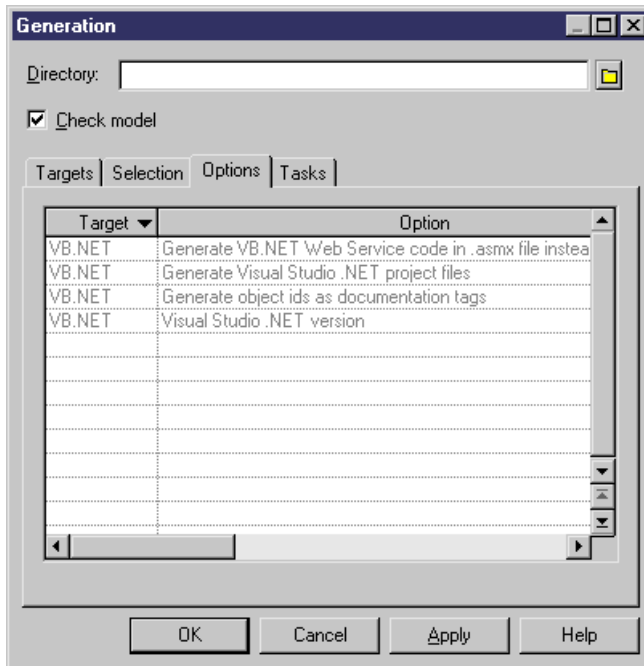 Generation
Directory:
Check model
Targets Selection Options Tasks
Target Option
VB.NET Generate VB.NET Web Service code in .asmx file instea
VB.NET Generate Visual Studio .NET project files
VB.NET Generate object ids as documentation tags
VB.NET Visual Studio .NET version
OK Cancel Apply Help